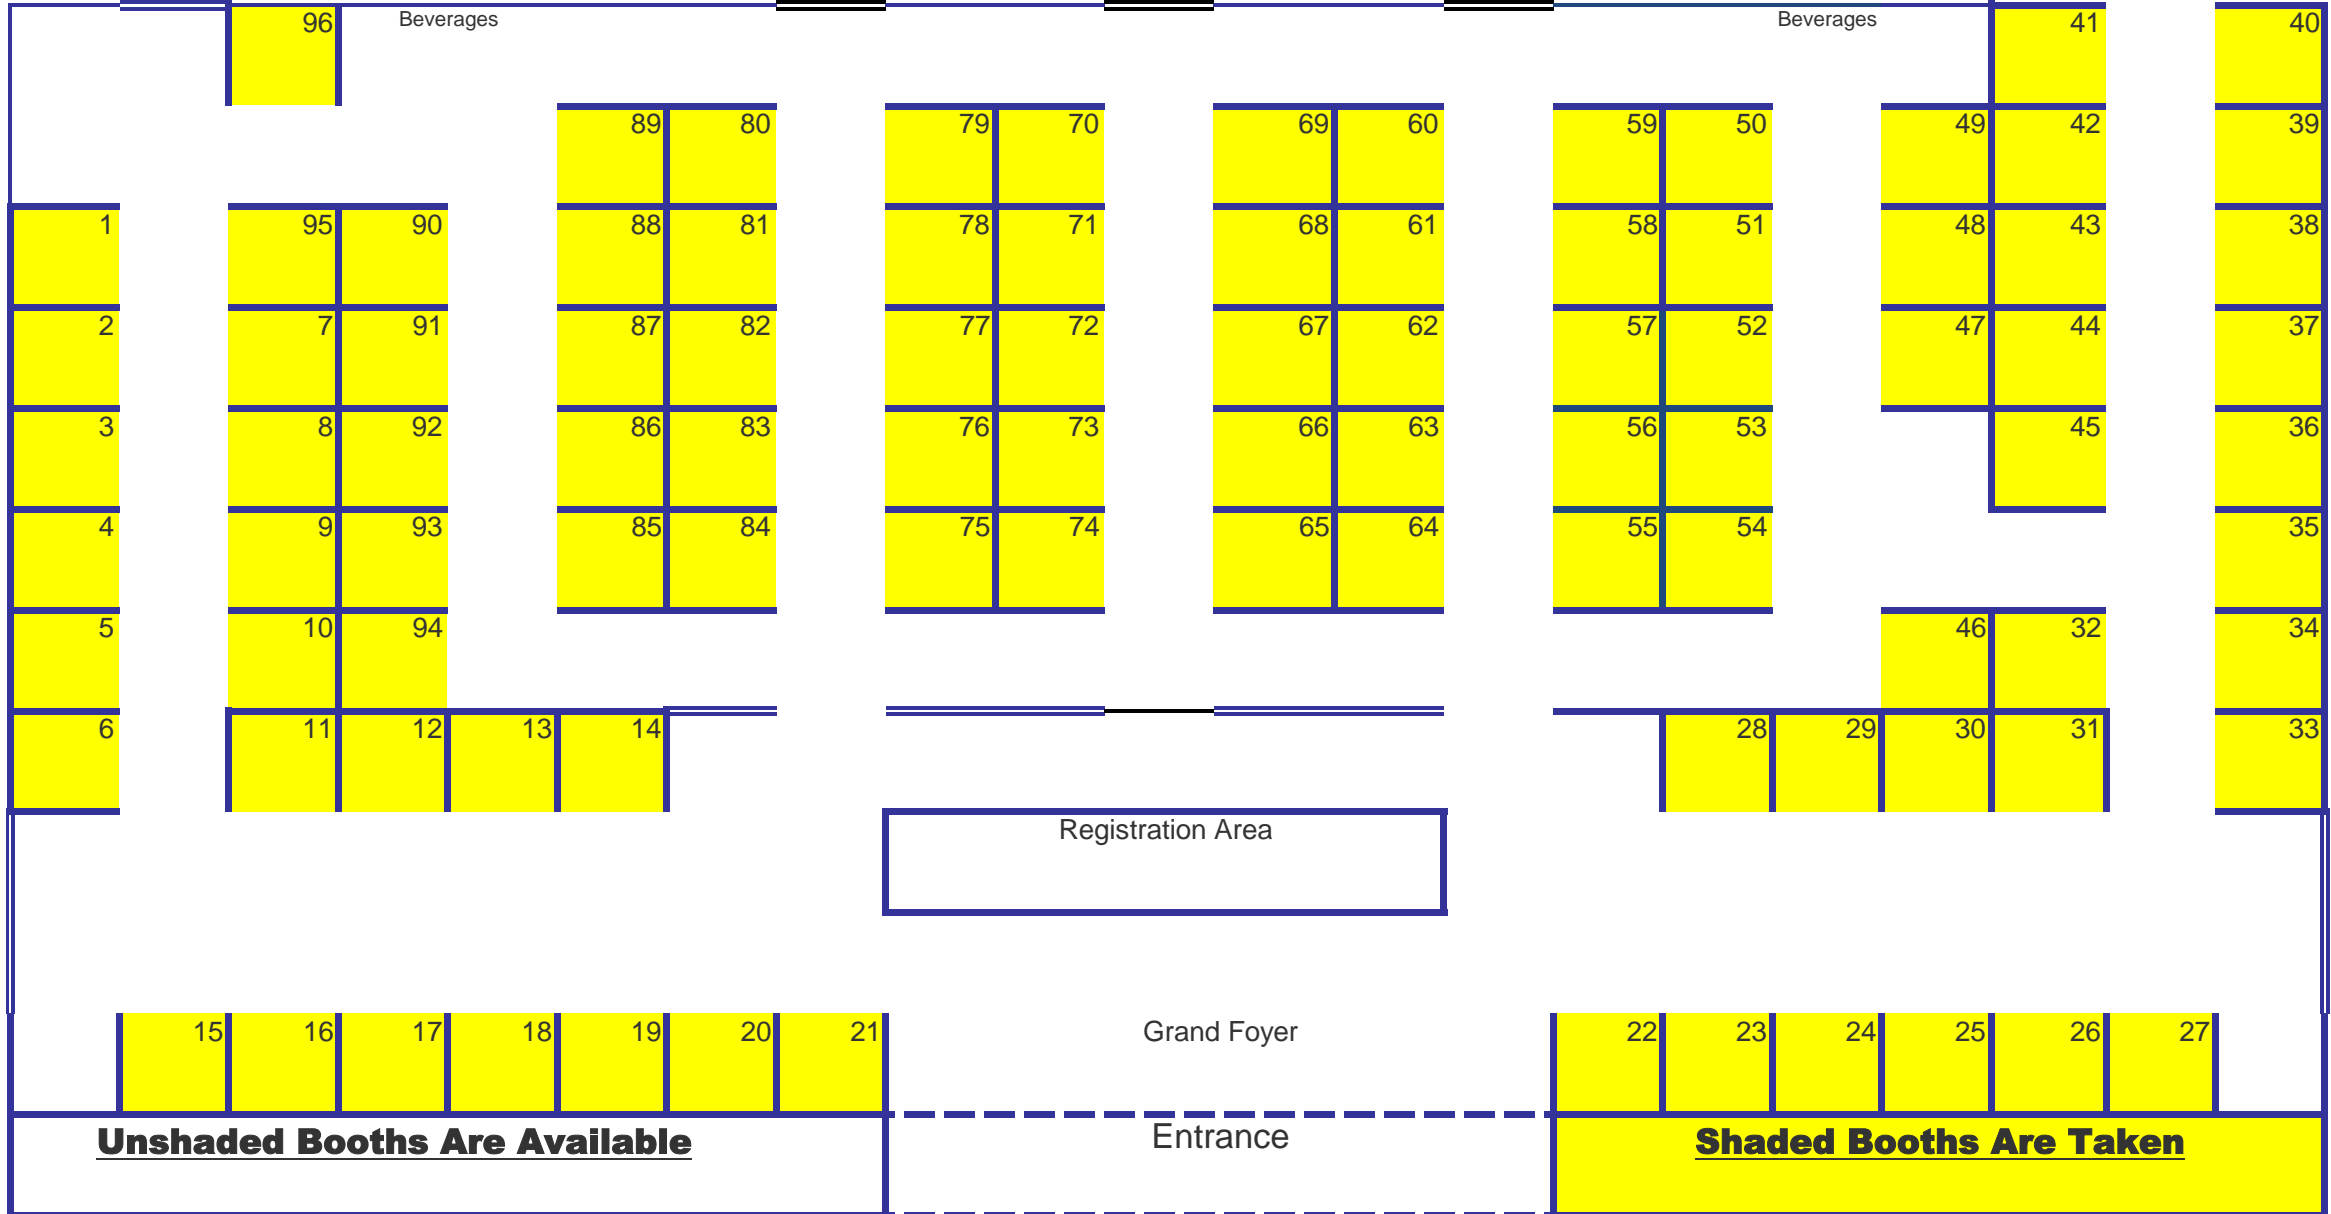 96 Beverages Beverages 41 40
89 80 79 70 69 60 59 50 49 42 39
1 95 90 88 81 78 71 68 61 58 51 48 43 38
2 7 91 87 82 77 72 67 62 57 52 47 44 37
3 8 92 86 83 76 73 66 63 56 53 45 36
4 9 93 85 84 75 74 65 64 55 54 35
5 10 94 46 32 34
6 11 12 13 14 28 29 30 31 33
Registration Area
15 16 17 18 19 20 21 Grand Foyer 22 23 24 25 26 27
Unshaded Booths Are Available Entrance Shaded Booths Are Taken